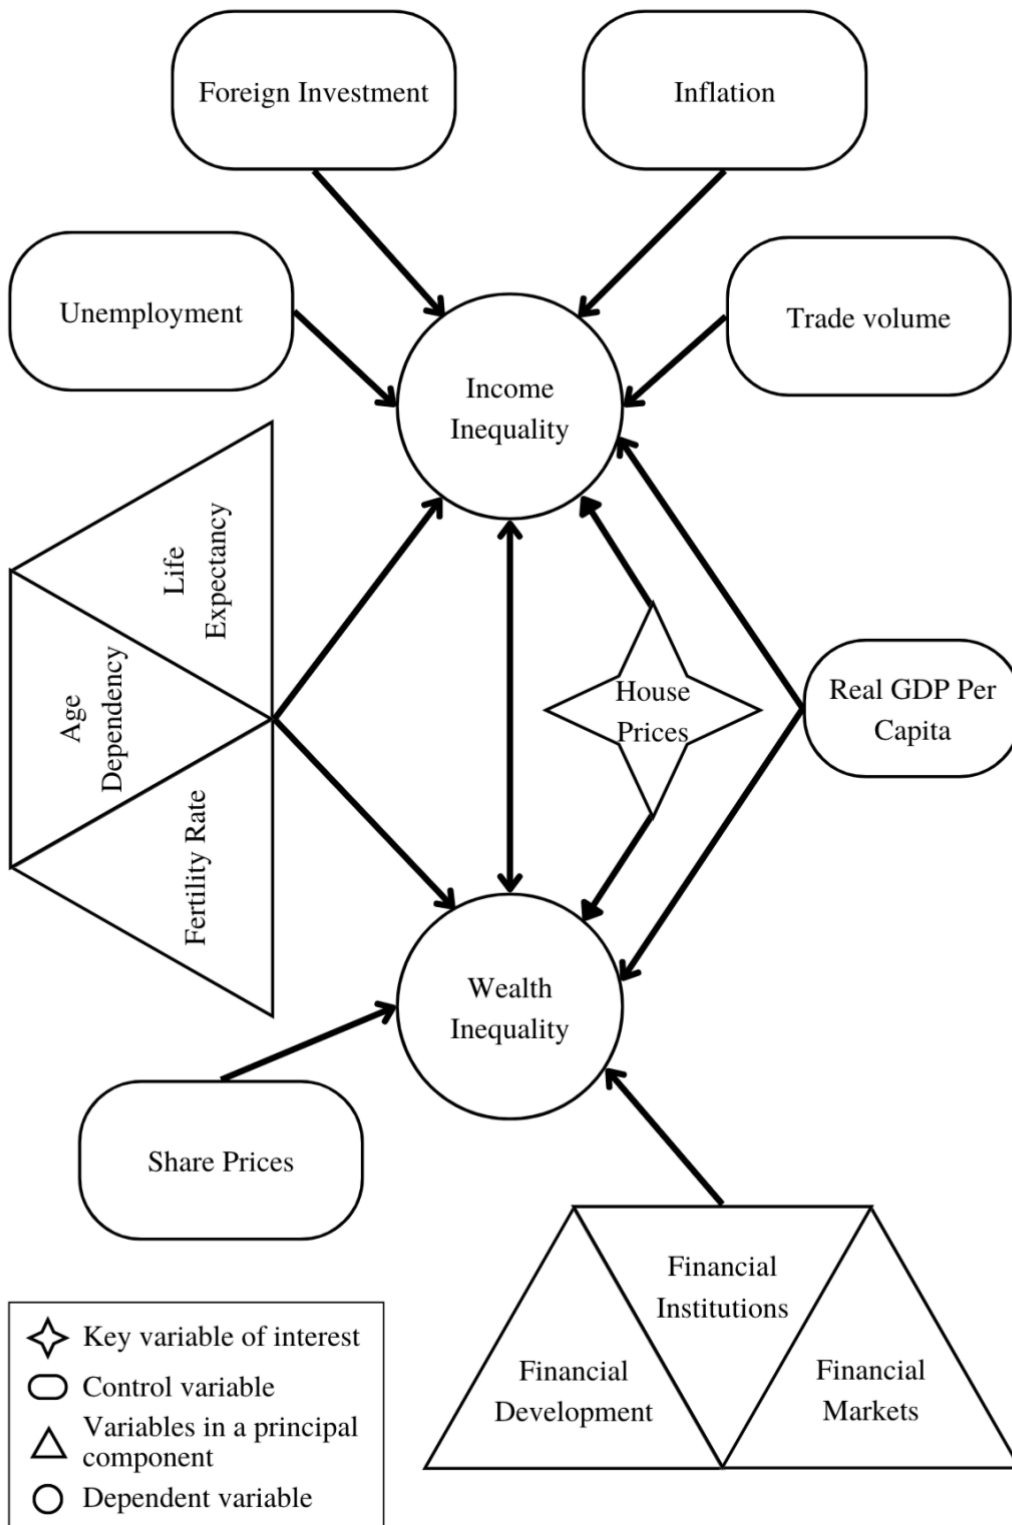 Foreign Investment
Inflation
Unemployment
Trade volume
Income
Inequality
Life
Expectancy
Age
Dependency
Fertility Rate
House
Prices
Real GDP Per
Capita
Wealth
Inequality
Share Prices
Financial
Institutions
Financial
Development
Financial
Markets
Key variable of interest
Control variable
Variables in a principal
component
Dependent variable